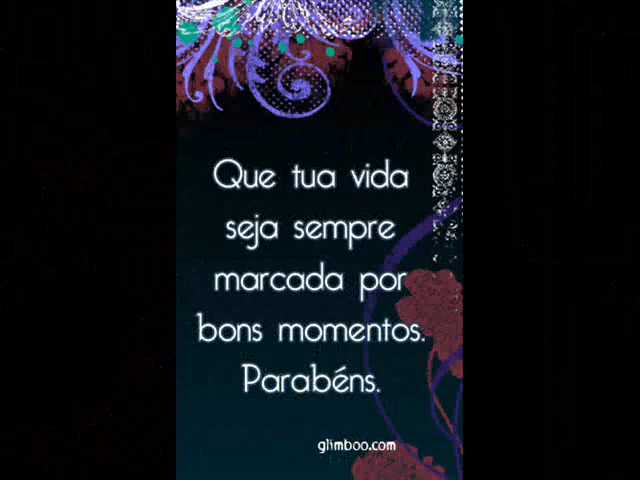 Que tua vida
seja sempre
marcada por
bons momentos.
Parabéns.
glimboo.com